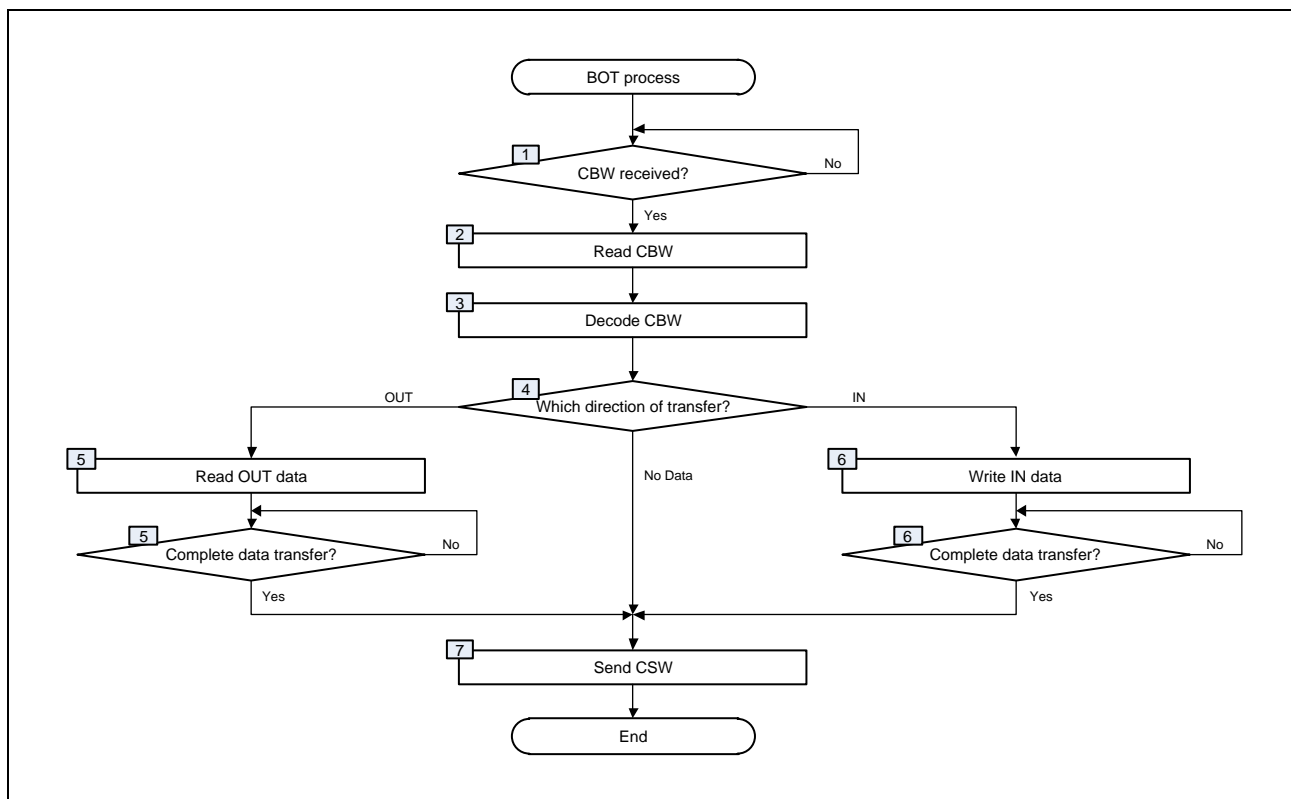 BOT process
1
CBW received?
No
Yes
2
Read CBW
3
Decode CBW
4
Which direction of transfer?
OUT
IN
No Data
5
Read OUT data
6
Write IN data
5
Complete data transfer?
No
Yes
6
Complete data transfer?
No
Yes
7
Send CSW
End